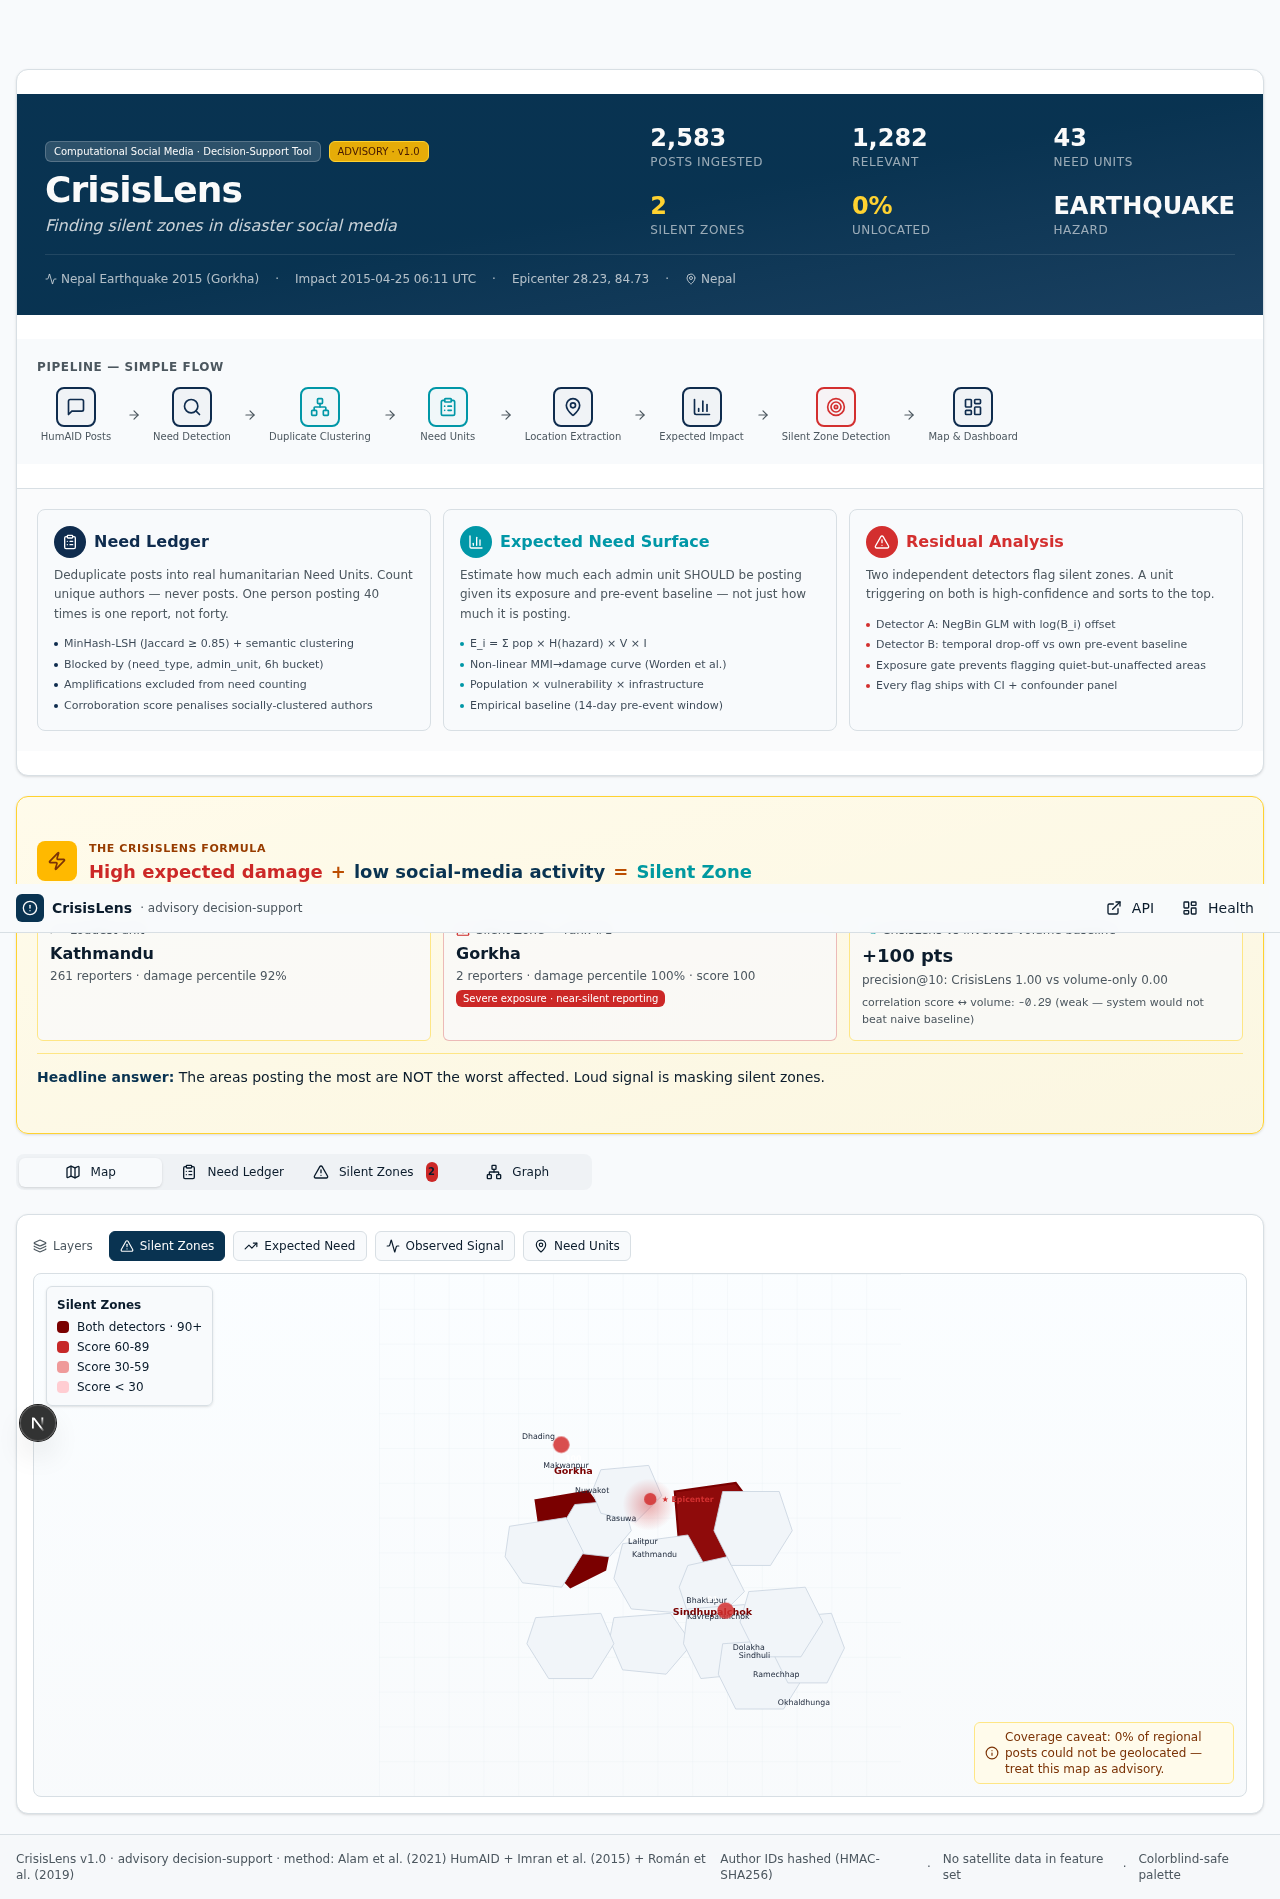 Computational Social Media · Decision-Support Tool
ADVISORY · v1.0
CrisisLens
Finding silent zones in disaster social media
2,583
POSTS INGESTED
1,282
RELEVANT
43
NEED UNITS
2
SILENT ZONES
0%
UNLOCATED
EARTHQUAKE
HAZARD
Nepal Earthquake 2015 (Gorkha) · Impact 2015-04-25 06:11 UTC · Epicenter 28.23, 84.73 · Nepal
PIPELINE — SIMPLE FLOW
HumAID Posts
Need Detection
Duplicate Clustering
Need Units
Location Extraction
Expected Impact
Silent Zone Detection
Map & Dashboard
Need Ledger
Deduplicate posts into real humanitarian Need Units. Count
unique authors — never posts. One person posting 40
times is one report, not forty.
• MinHash-LSH (Jaccard ≥ 0.85) + semantic clustering
• Blocked by (need_type, admin_unit, 6h bucket)
• Amplifications excluded from need counting
• Corroboration score penalises socially-clustered authors
Expected Need Surface
Estimate how much each admin unit SHOULD be posting
given its exposure and pre-event baseline — not just how
much it is posting.
• E_i = Σ pop × H(hazard) × V × I
• Non-linear MMI→damage curve (Worden et al.)
• Population × vulnerability × infrastructure
• Empirical baseline (14-day pre-event window)
Residual Analysis
Two independent detectors flag silent zones. A unit
triggering on both is high-confidence and sorts to the top.
• Detector A: NegBin GLM with log(B_i) offset
• Detector B: temporal drop-off vs own pre-event baseline
• Exposure gate prevents flagging quiet-but-unaffected areas
• Every flag ships with CI + confounder panel
THE CRISISLENS FORMULA
High expected damage + low social-media activity = Silent Zone
CrisisLens · advisory decision-support
API
Health
Kathmandu
261 reporters · damage percentile 92%
Gorkha
2 reporters · damage percentile 100% · score 100
Severe exposure · near-silent reporting
+100 pts
precision@10: CrisisLens 1.00 vs volume-only 0.00
correlation score ↔ volume: -0.29 (weak — system would not
beat naive baseline)
Headline answer: The areas posting the most are NOT the worst affected. Loud signal is masking silent zones.
Map
Need Ledger
Silent Zones 2
Graph
Layers
Silent Zones
Expected Need
Observed Signal
Need Units
Silent Zones
Both detectors · 90+
Score 60-89
Score 30-59
Score < 30
N
Dhading
Makwanpur
Gorkha
Nuwakot
★ Epicenter
Rasuwa
Lalitpur
Kathmandu
Bhaktapur
Sindhupalchok
Kavrepalanchok
Dolakha
Sindhuli
Ramechhap
Okhaldhunga
Coverage caveat: 0% of regional
posts could not be geolocated —
treat this map as advisory.
CrisisLens v1.0 · advisory decision-support · method: Alam et al. (2021) HumAID + Imran et al. (2015) + Román et
al. (2019)
Author IDs hashed (HMAC-
SHA256)
·
No satellite data in feature
set
·
Colorblind-safe
palette